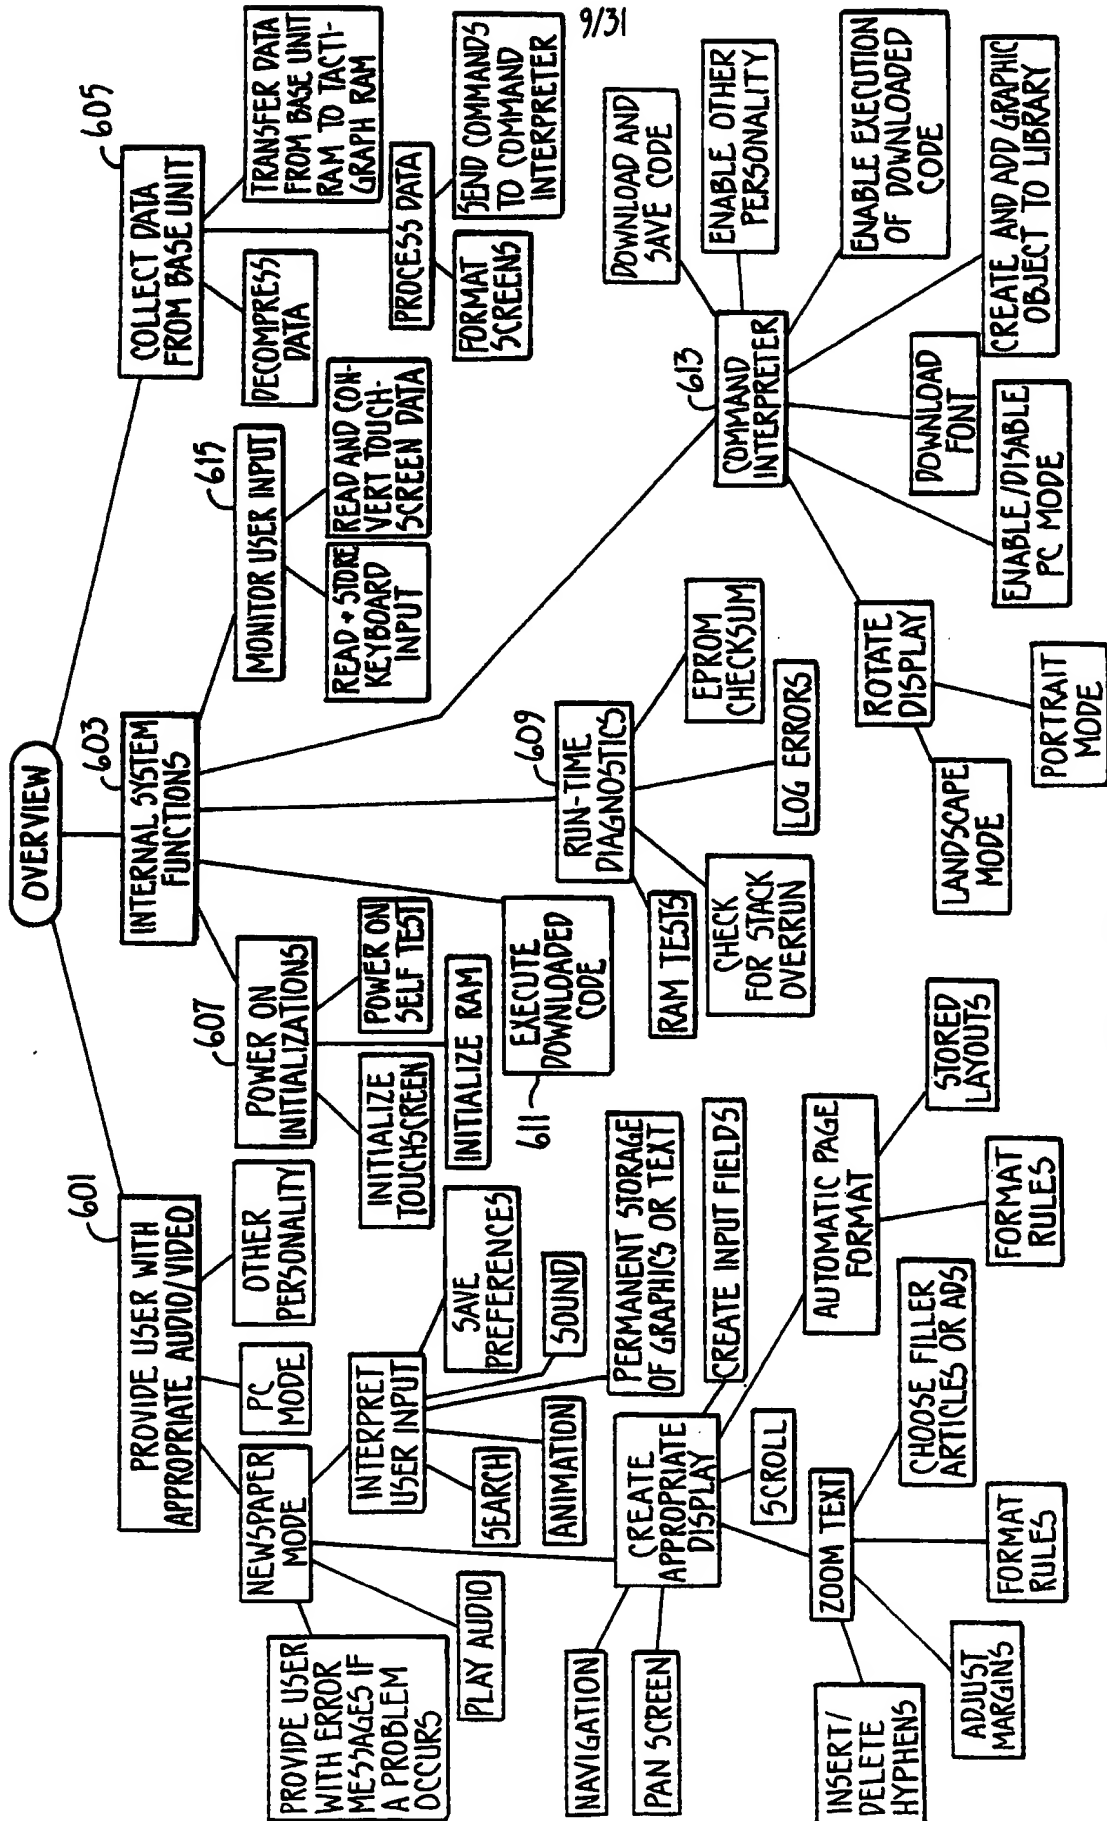 9/31
OVERVIEW
601
PROVIDE USER WITH
APPROPRIATE AUDIO/VIDEO
603
INTERNAL SYSTEM
FUNCTIONS
605
COLLECT DATA
FROM BASE UNIT
NEWSPAPER
MODE
PC
MODE
OTHER
PERSONALITY
607
POWER ON
INITIALIZATIONS
615
MONITOR USER INPUT
DECOMPRESS
DATA
TRANSFER DATA
FROM BASE UNIT
RAM TO TACTI-
GRAPH RAM
PROVIDE USER
WITH ERROR
MESSAGES IF
A PROBLEM
OCCURS
PLAY AUDIO
INTERPRET
USER INPUT
SAVE
PREFERENCES
INITIALIZE
TOUCHSCREEN
POWER ON
SELF TEST
INITIALIZE RAM
READ + STORE
KEYBOARD
INPUT
READ AND CON-
VERT TOUCH-
SCREEN DATA
PROCESS DATA
FORMAT
SCREENS
SEND COMMANDS
TO COMMAND
INTERPRETER
SEARCH
ANIMATION
SOUND
PERMANENT STORAGE
OF GRAPHICS OR TEXT
611
EXECUTE
DOWNLOADED
CODE
609
RUN-TIME
DIAGNOSTICS
RAM TESTS
CHECK
FOR STACK
OVERRUN
LOG ERRORS
EPROM
CHECKSUM
613
COMMAND
INTERPRETER
DOWNLOAD AND
SAVE CODE
ENABLE OTHER
PERSONALITY
ENABLE EXECUTION
OF DOWNLOADED
CODE
CREATE AND ADD GRAPHIC
OBJECT TO LIBRARY
DOWNLOAD
FONT
ENABLE/DISABLE
PC MODE
ROTATE
DISPLAY
LANDSCAPE
MODE
PORTRAIT
MODE
NAVIGATION
PAN SCREEN
CREATE
APPROPRIATE
DISPLAY
CREATE INPUT FIELDS
SCROLL
ZOOM TEXT
AUTOMATIC PAGE
FORMAT
INSERT/
DELETE
HYPHENS
ADJUST
MARGINS
FORMAT
RULES
CHOOSE FILLER
ARTICLES OR ADS
FORMAT
RULES
STORED
LAYOUTS